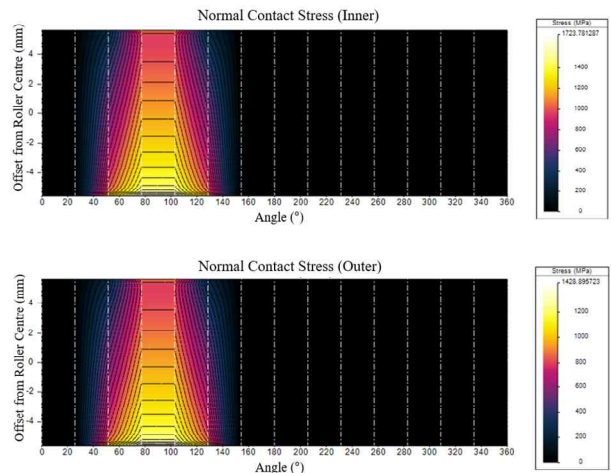 Normal Contact Stress (Inner)
Offset from Roller Centre (mm)
4
2
0
-2
-4
0 20 40 60 80 100 120 140 160 180 200 220 240 260 280 300 320 340 360
Angle (°)
Stress (MPa)
1723.781287
1400
1200
1000
800
600
400
200
0
Normal Contact Stress (Outer)
Offset from Roller Centre (mm)
4
2
0
-2
-4
0 20 40 60 80 100 120 140 160 180 200 220 240 260 280 300 320 340 360
Angle (°)
Stress (MPa)
1428.895723
1200
1000
800
600
400
200
0